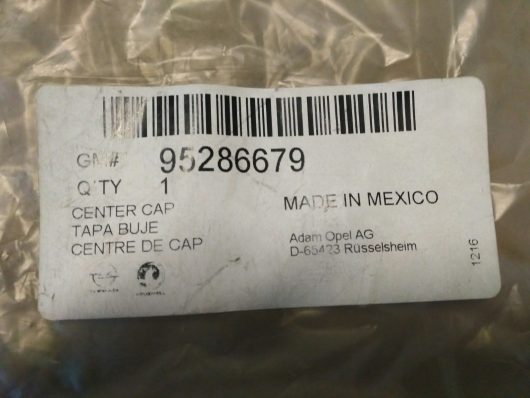 GM# 95286679
Q'TY 1
CENTER CAP
TAPA BUJE
CENTRE DE CAP
MADE IN MEXICO
Adam Opel AG
D-65423 Rüsselsheim
1216